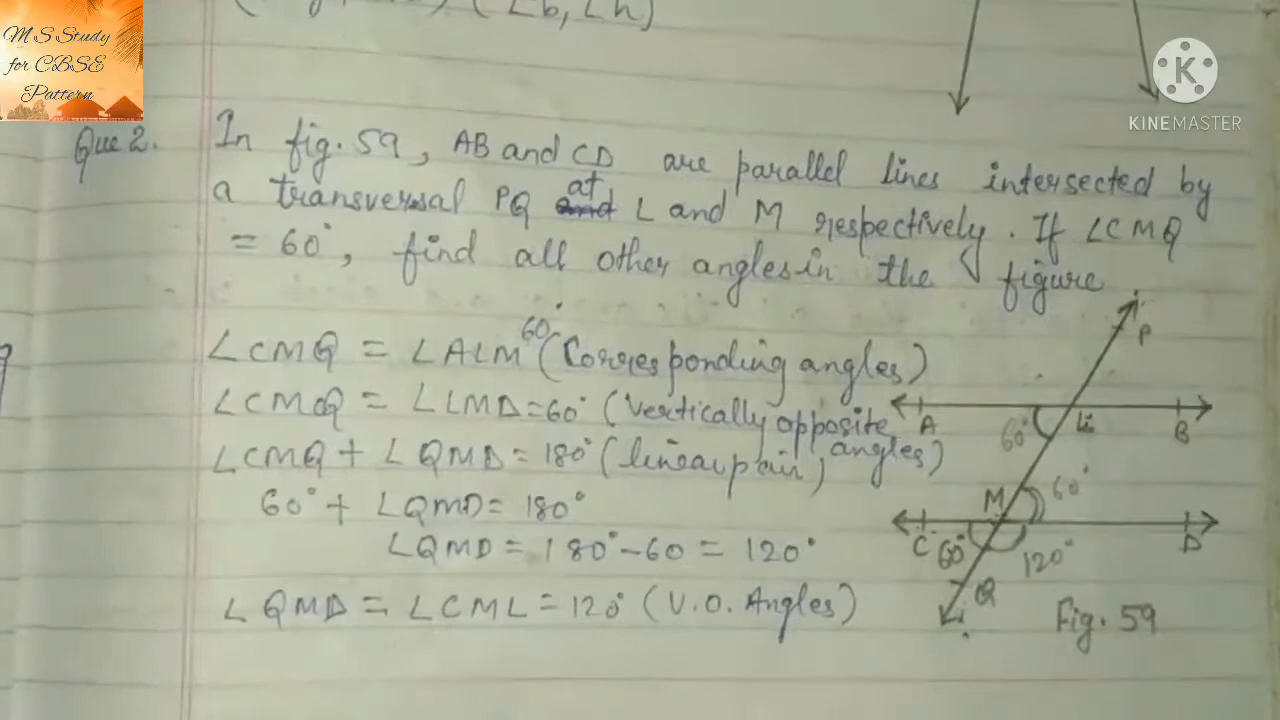 (Lb, Lh)
M S Study
for CBSE
Pattern
K
KINEMASTER
Que 2. In fig. 59, AB and CD are parallel lines intersected by
a transversal PQ at L and M respectively. If ∠CMQ
= 60°, find all other angles in the figure
∠CMQ = ∠ALM 60° (Corresponding angles)
∠CMQ = ∠LMD = 60° (Vertically opposite angles)
∠CMQ + ∠QMD = 180° (linear pair)
60° + ∠QMD = 180°
∠QMD = 180° - 60 = 120°
∠QMD = ∠CML = 120° (V.O. Angles)
P
A
L
B
60°
M
60°
C
60°
120°
D
Q
Fig. 59